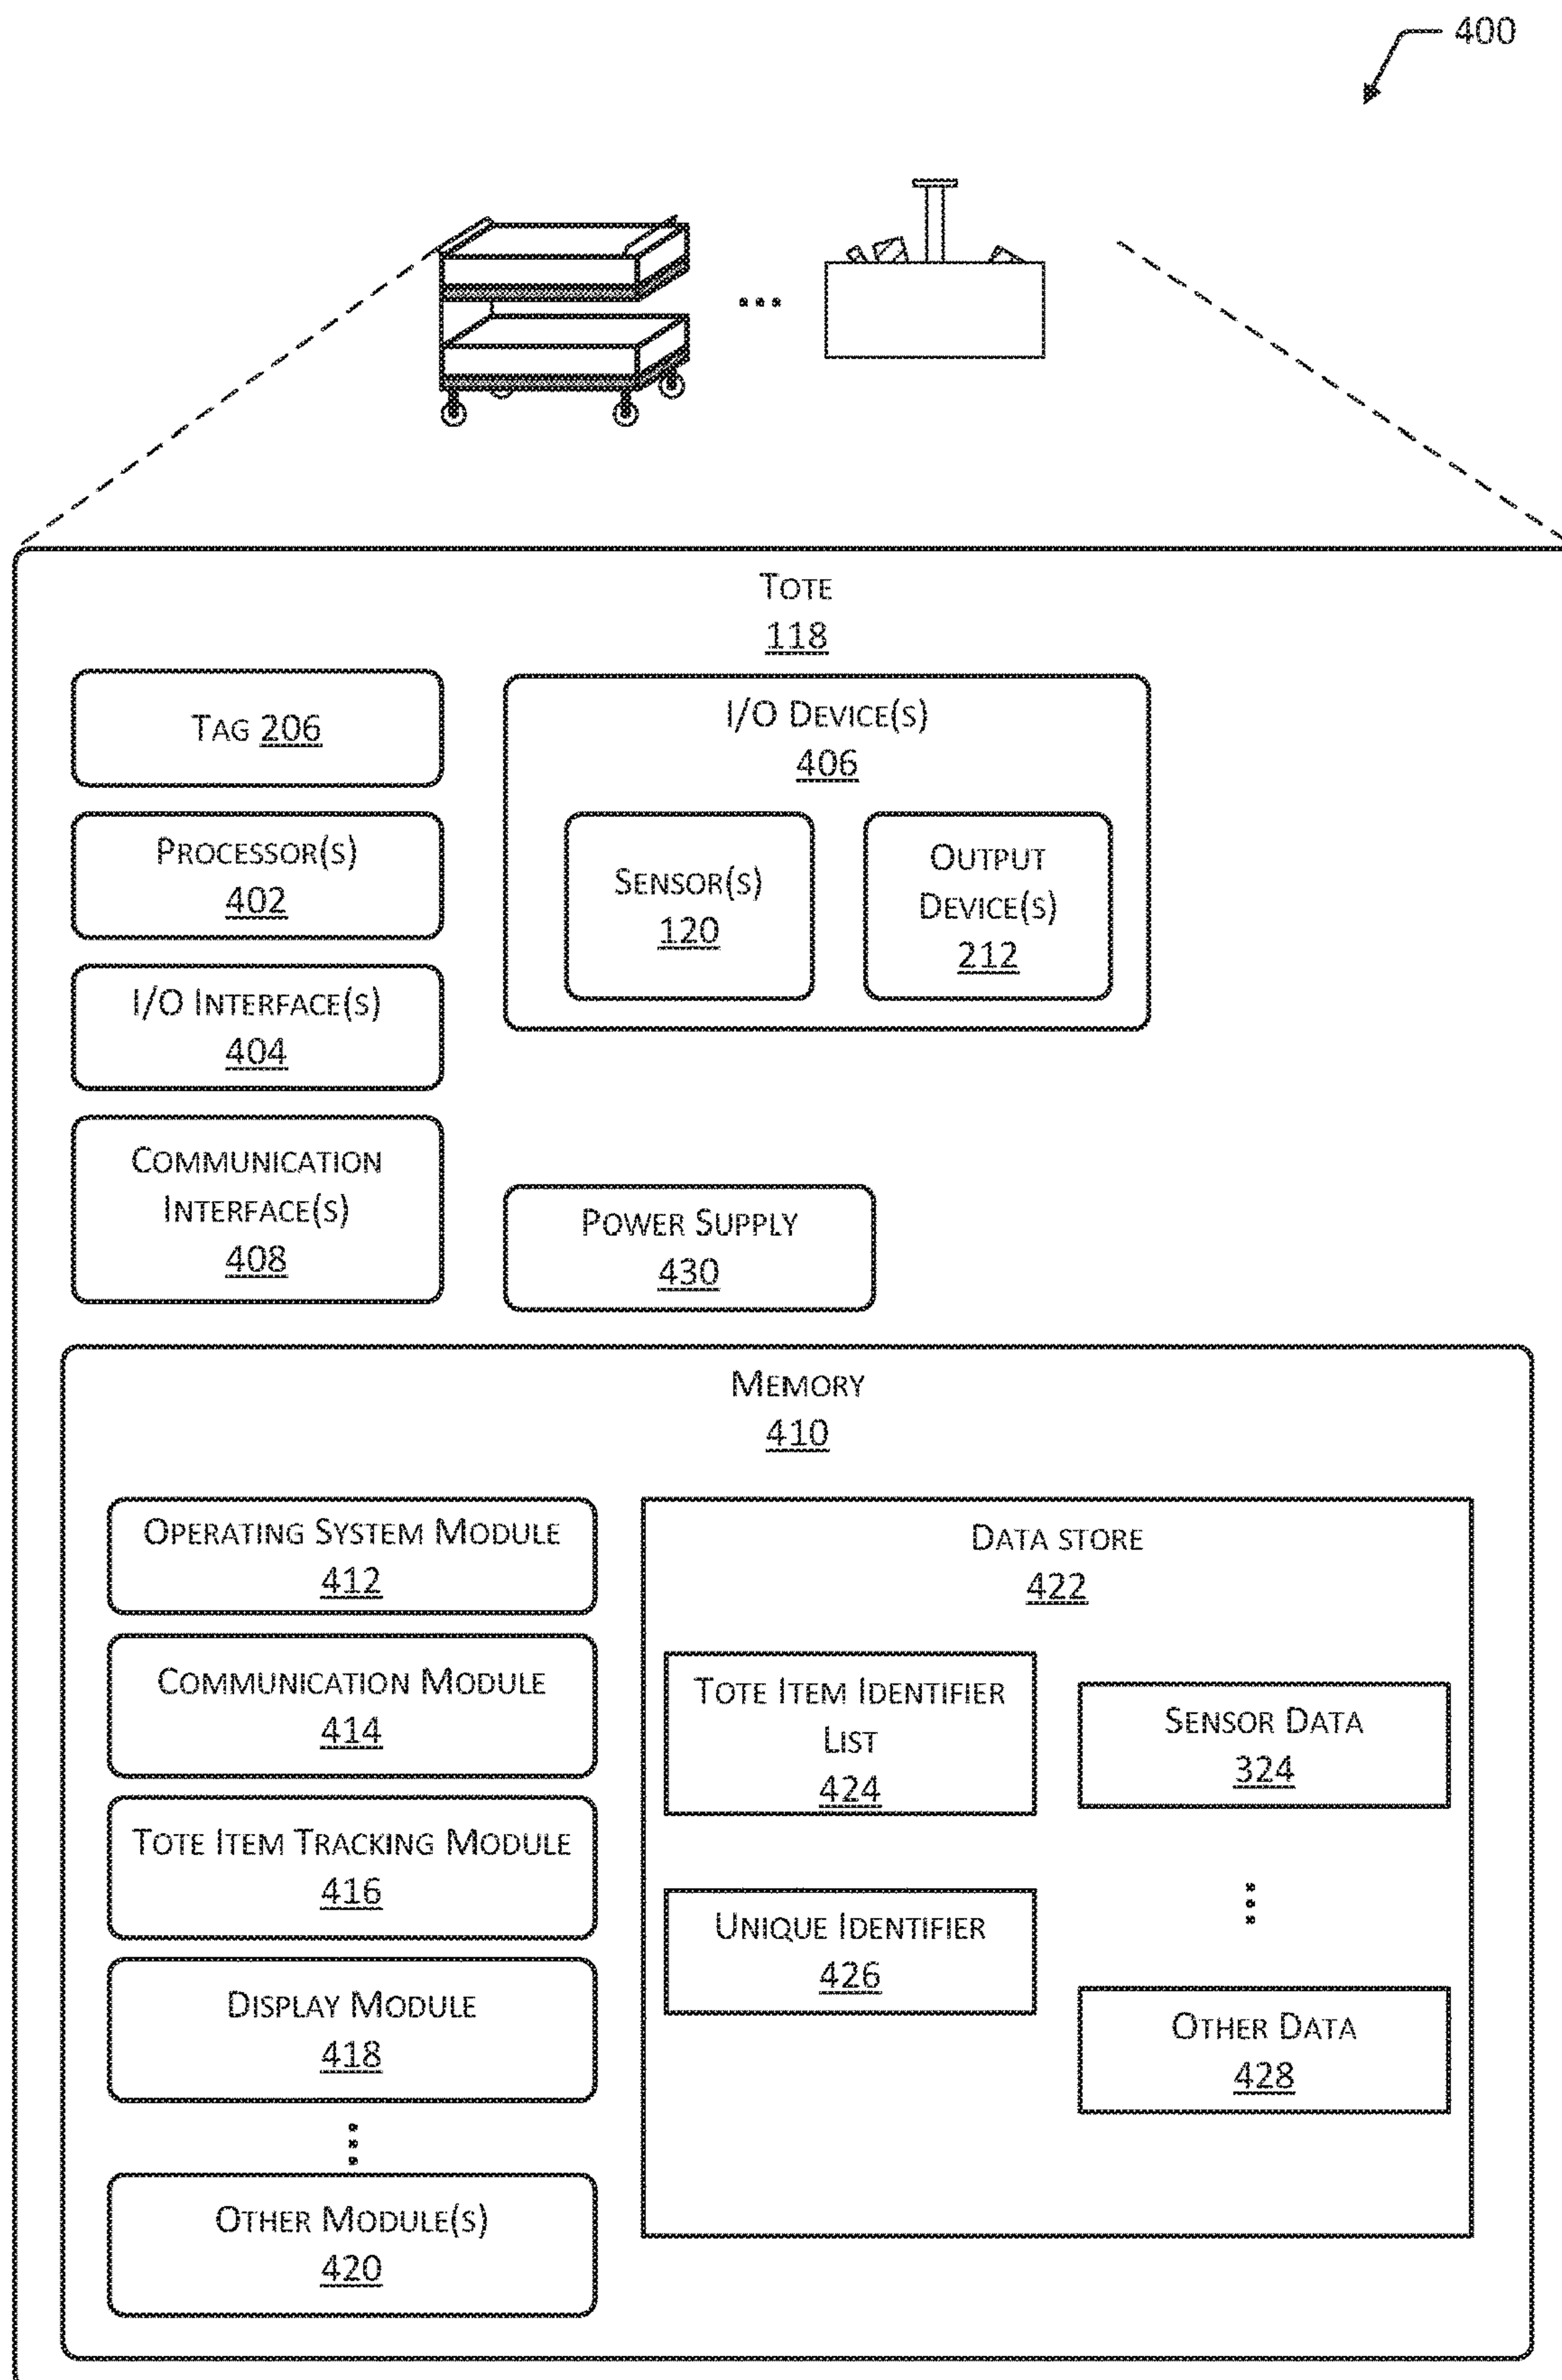 400
TOTE
118
TAG 206
PROCESSOR(S)
402
I/O INTERFACE(S)
404
COMMUNICATION
INTERFACE(S)
408
I/O DEVICE(S)
406
SENSOR(S)
120
OUTPUT
DEVICE(S)
212
POWER SUPPLY
430
MEMORY
410
OPERATING SYSTEM MODULE
412
COMMUNICATION MODULE
414
TOTE ITEM TRACKING MODULE
416
DISPLAY MODULE
418
OTHER MODULE(S)
420
DATA STORE
422
TOTE ITEM IDENTIFIER
LIST
424
UNIQUE IDENTIFIER
426
SENSOR DATA
324
OTHER DATA
428